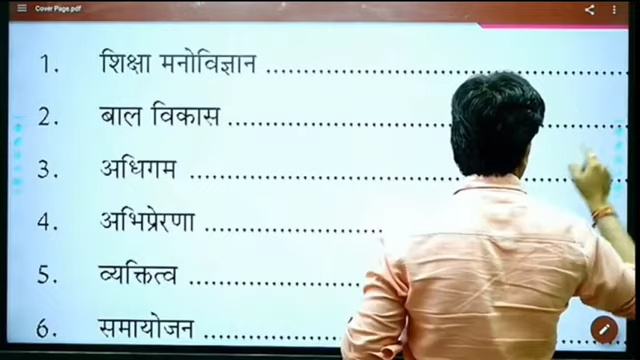 Cover Page.pdf
1. शिक्षा मनोविज्ञान ................................................
2. बाल विकास ................................................
3. अधिगम ................................................
4. अभिप्रेरणा ................................
5. व्यक्तित्व ................................
6. समायोजन ................................